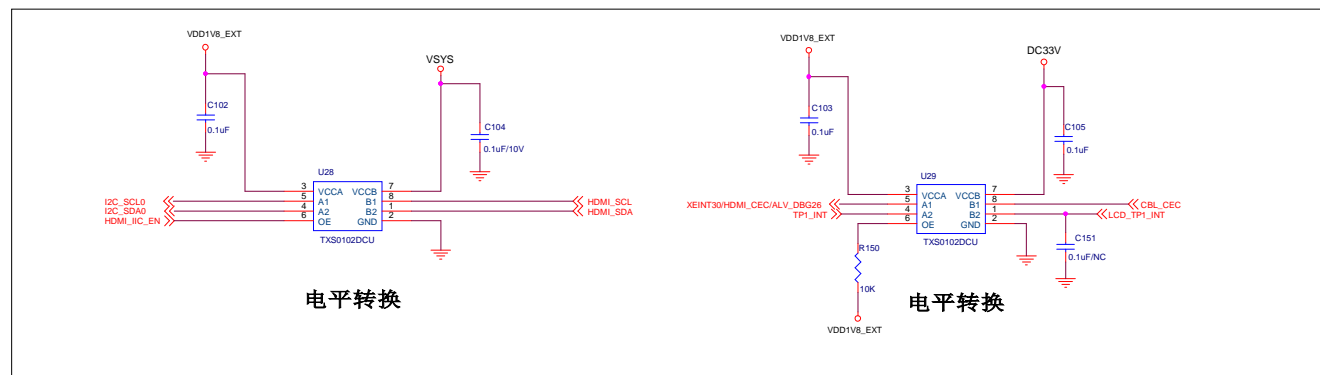 VDD1V8_EXT
VSYS
C102
0.1uF
C104
0.1uF/10V
U28
3 VCCA VCCB 7
I2C_SCL0 5 A1 B1 8 HDMI_SCL
I2C_SDA0 4 A2 B2 1 HDMI_SDA
HDMI_IIC_EN 6 OE GND 2
TXS0102DCU
电平转换
VDD1V8_EXT
DC33V
C103
0.1uF
C105
0.1uF
U29
3 VCCA VCCB 7
XEINT30/HDMI_CEC/ALV_DBG26 5 A1 B1 8 CBL_CEC
TP1_INT 4 A2 B2 1 LCD_TP1_INT
6 OE GND 2
TXS0102DCU
R150
10K
C151
0.1uF/NC
电平转换
VDD1V8_EXT